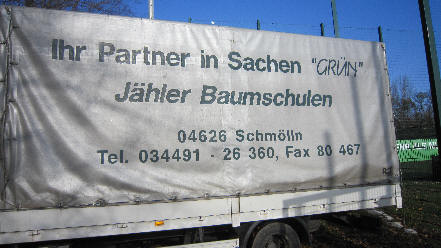 Ihr Partner in Sachen "GRÜN"
Jähler Baumschulen
04626 Schmölln
Tel. 034491 - 26 360, Fax 80 467